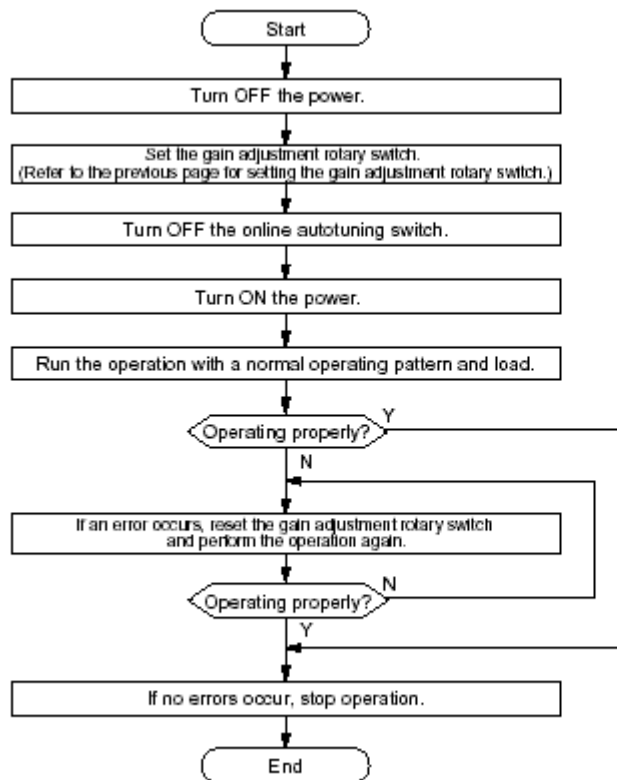 Start
Turn OFF the power.
Set the gain adjustment rotary switch.
(Refer to the previous page for setting the gain adjustment rotary switch.)
Turn OFF the online autotuning switch.
Turn ON the power.
Run the operation with a normal operating pattern and load.
Operating properly?
Y
N
If an error occurs, reset the gain adjustment rotary switch
and perform the operation again.
Operating properly?
N
Y
If no errors occur, stop operation.
End